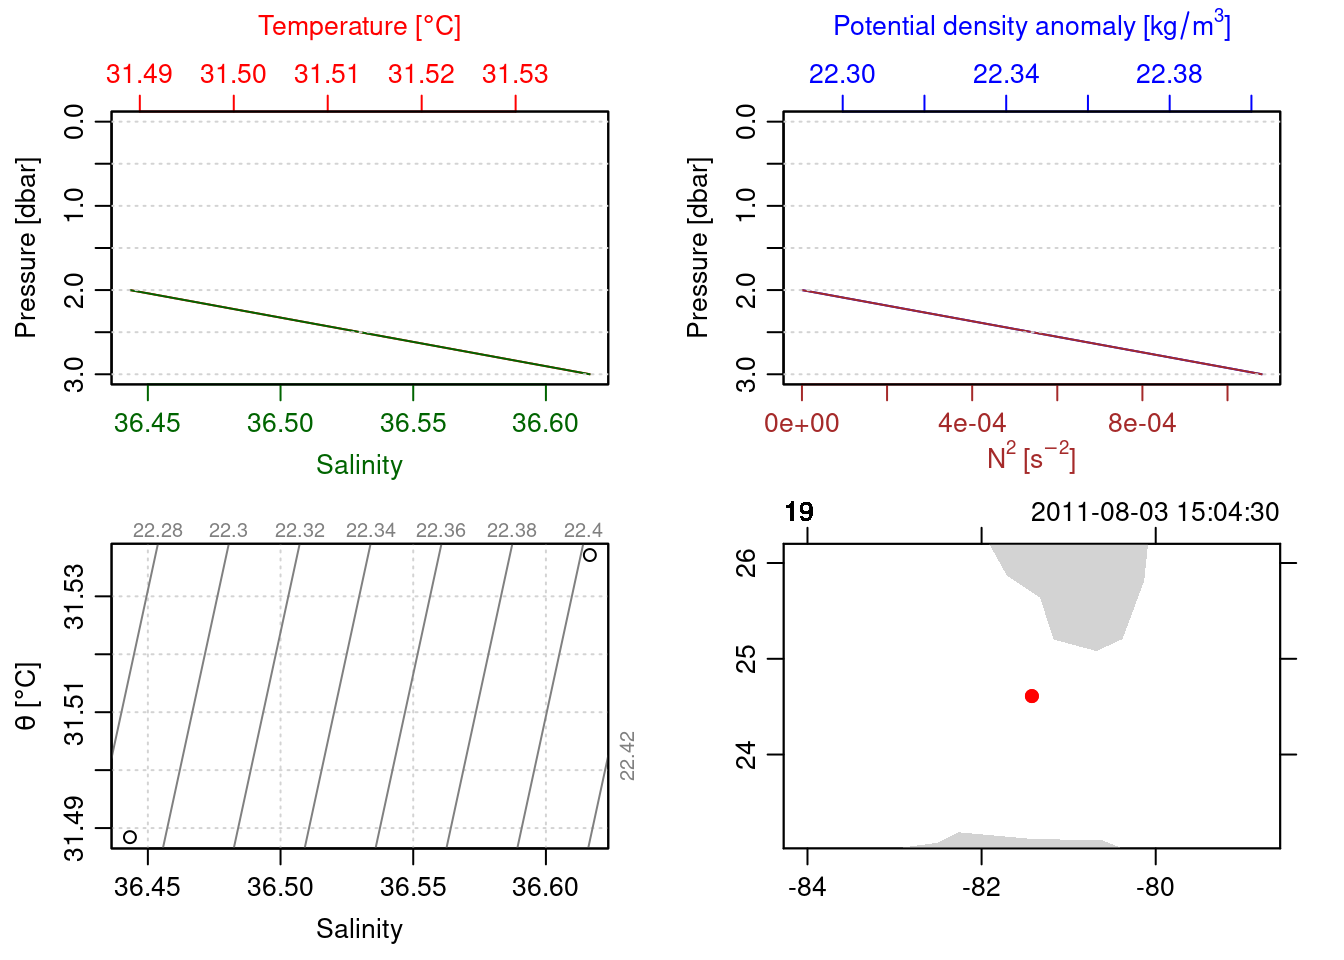 Temperature [°C]
31.49 31.50 31.51 31.52 31.53
Pressure [dbar]
0.0 1.0 2.0 3.0
36.45 36.50 36.55 36.60
Salinity
Potential density anomaly [kg/m³]
22.30 22.34 22.38
Pressure [dbar]
0.0 1.0 2.0 3.0
0e+00 4e-04 8e-04
N² [s⁻²]
22.28 22.3 22.32 22.34 22.36 22.38 22.4
22.42
θ [°C]
31.49 31.51 31.53
36.45 36.50 36.55 36.60
Salinity
19 2011-08-03 15:04:30
26
25
24
-84 -82 -80